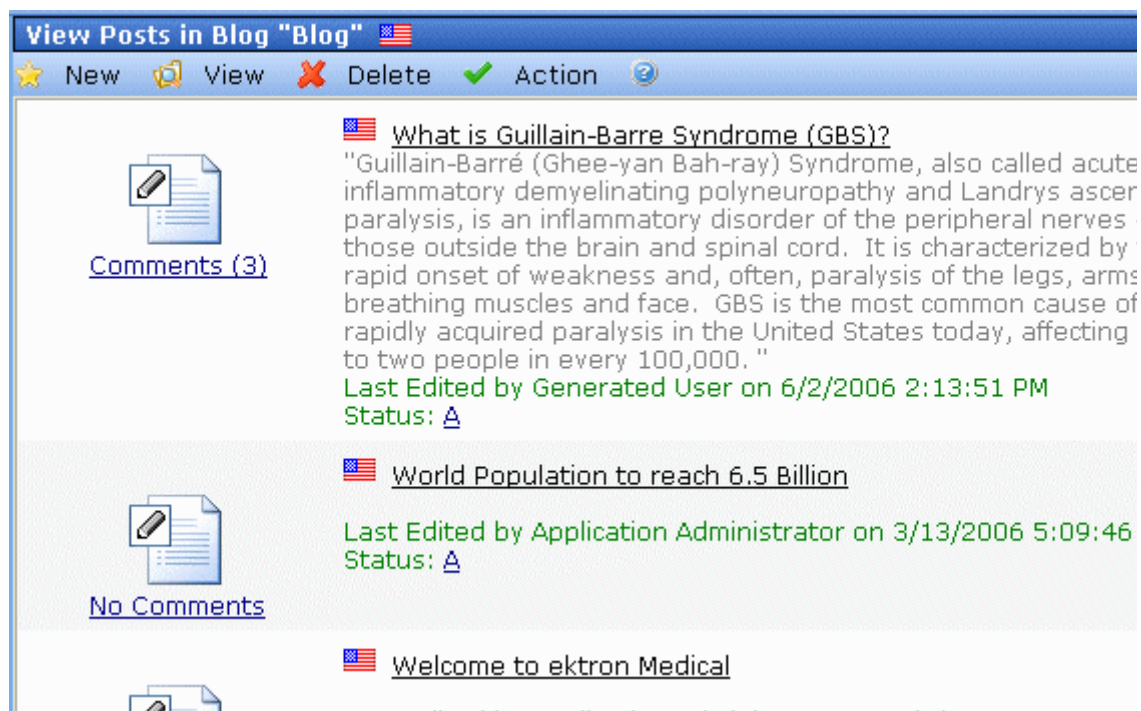 View Posts in Blog "Blog"
New View Delete Action
What is Guillain-Barre Syndrome (GBS)?
"Guillain-Barré (Ghee-yan Bah-ray) Syndrome, also called acute
inflammatory demyelinating polyneuropathy and Landrys ascen
paralysis, is an inflammatory disorder of the peripheral nerves
those outside the brain and spinal cord. It is characterized by
rapid onset of weakness and, often, paralysis of the legs, arms
breathing muscles and face. GBS is the most common cause of
rapidly acquired paralysis in the United States today, affecting
to two people in every 100,000. "
Last Edited by Generated User on 6/2/2006 2:13:51 PM
Status: A
Comments (3)
World Population to reach 6.5 Billion
Last Edited by Application Administrator on 3/13/2006 5:09:46
Status: A
No Comments
Welcome to ektron Medical